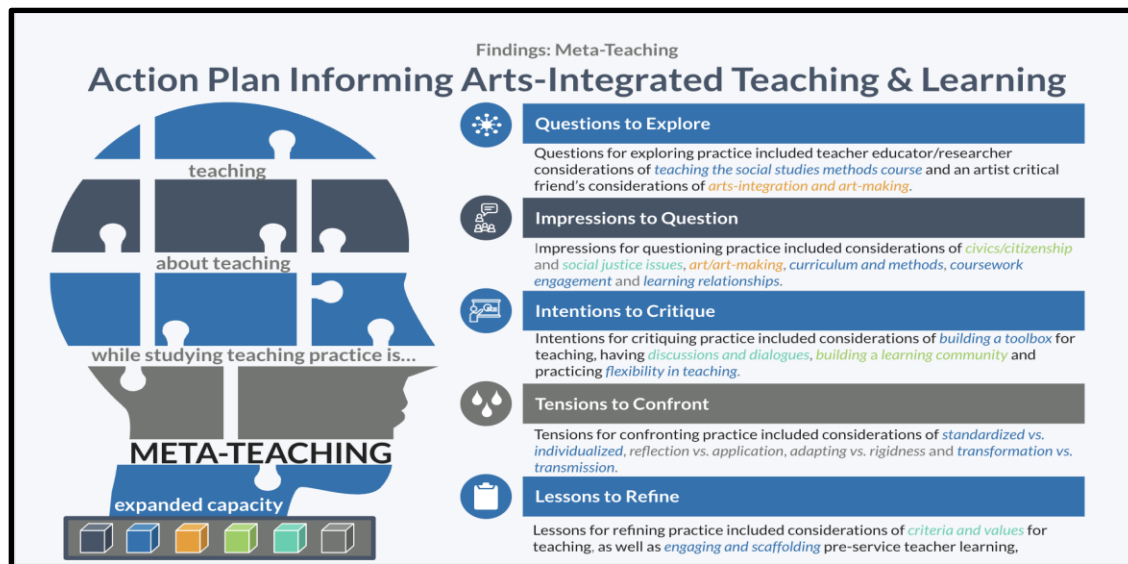 Findings: Meta-Teaching
Action Plan Informing Arts-Integrated Teaching & Learning
teaching
about teaching
while studying teaching practice is...
META-TEACHING
expanded capacity
Questions to Explore
Questions for exploring practice included teacher educator/researcher
considerations of teaching the social studies methods course and an artist critical
friend's considerations of arts-integration and art-making.
Impressions to Question
Impressions for questioning practice included considerations of civics/citizenship
and social justice issues, art/art-making, curriculum and methods, coursework
engagement and learning relationships.
Intentions to Critique
Intentions for critiquing practice included considerations of building a toolbox for
teaching, having discussions and dialogues, building a learning community and
practicing flexibility in teaching.
Tensions to Confront
Tensions for confronting practice included considerations of standardized vs.
individualized, reflection vs. application, adapting vs. rigidness and transformation vs.
transmission.
Lessons to Refine
Lessons for refining practice included considerations of criteria and values for
teaching, as well as engaging and scaffolding pre-service teacher learning,